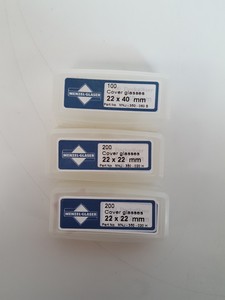 MENZEL-GLÄSER
100
Cover glasses
22 x 40 mm
MENZEL-GLÄSER
200
Cover glasses
22 x 22 mm
MENZEL-GLÄSER
200
Cover glasses
22 x 22 mm